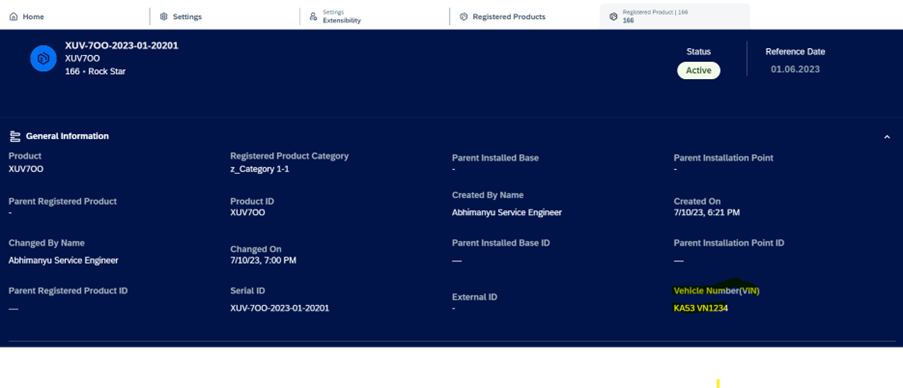 Home
Settings
Settings
Extensibility
Registered Products
Registered Product | 166
166
XUV-7OO-2023-01-20201
XUV7OO
166 • Rock Star
Status
Active
Reference Date
01.06.2023
General Information
Product
XUV7OO
Registered Product Category
z_Category 1-1
Parent Installed Base
-
Parent Installation Point
-
Parent Registered Product
-
Product ID
XUV7OO
Created By Name
Abhimanyu Service Engineer
Created On
7/10/23, 6:21 PM
Changed By Name
Abhimanyu Service Engineer
Changed On
7/10/23, 7:00 PM
Parent Installed Base ID
—
Parent Installation Point ID
—
Parent Registered Product ID
—
Serial ID
XUV-7OO-2023-01-20201
External ID
-
Vehicle Number(VIN)
KA53 VN1234